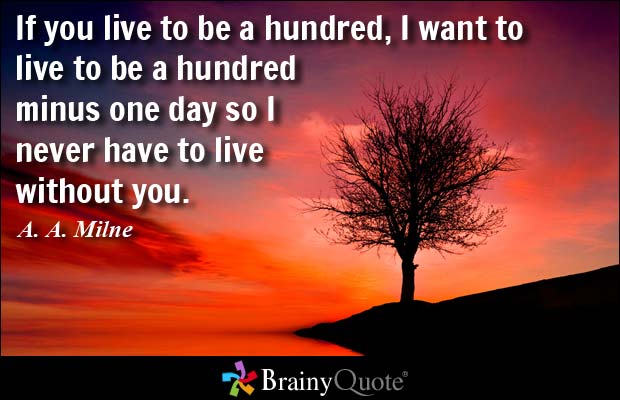 If you live to be a hundred, I want to
live to be a hundred
minus one day so I
never have to live
without you.
A. A. Milne
BrainyQuote®